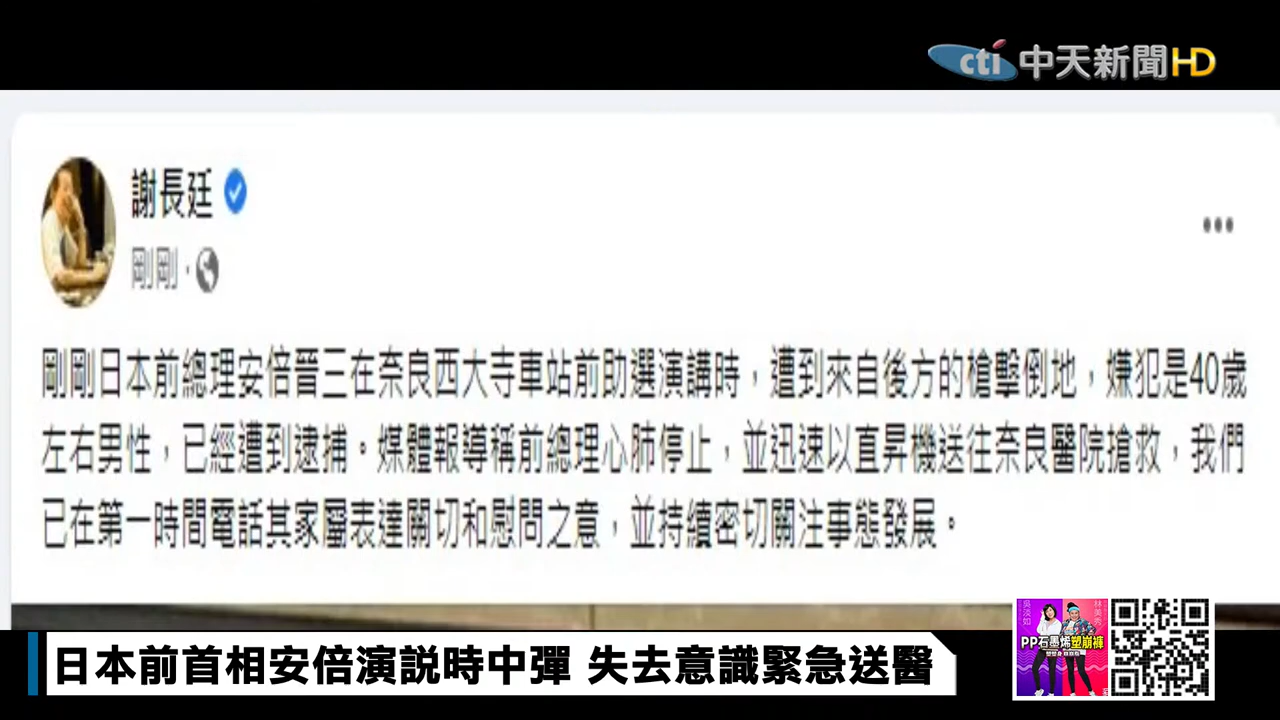 cti 中天新聞HD
謝長廷
剛剛·
剛剛日本前總理安倍晉三在奈良西大寺車站前助選演講時，遭到來自後方的槍擊倒地，嫌犯是40歲
左右男性，已經遭到逮捕。媒體報導稱前總理心肺停止，並迅速以直昇機送往奈良醫院搶救，我們
已在第一時間電話其家屬表達關切和慰問之意，並持續密切關注事態發展。
吳淡如
林美秀
PP石墨烯塑崩褲
日本前首相安倍演説時中彈 失去意識緊急送醫